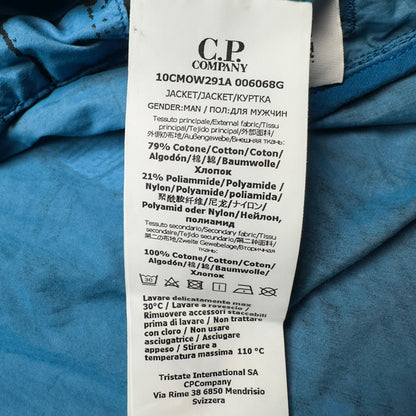 C.P.
COMPANY
10CMOW291A 006068G
JACKET/JACKET/КУРТКА
GENDER:MAN / ПОЛ:ДЛЯ МУЖЧИН
Tessuto principale/External fabric/Tissu
principal/Tejido principal/外部面料/
外側の布地/Außengewebe/Внешняя ткань:
79% Cotone/Cotton/Coton/
Algodón/棉/綿/Baumwolle/
Хлопок
21% Poliammide/Polyamide /
Nylon/Polyamide/poliamida/
聚酰胺纤维/尼龙/ナイロン/
Polyamid oder Nylon/Нейлон,
полиамид
Tessuto secondario/Secondary fabric/Tissu
secondaire/Tejido secundario/第二种面料/
第二の布地/Zweite Gewebelage/Вторичная
ткань:
100% Cotone/Cotton/Coton/
Algodón/棉/綿/Baumwolle/
Хлопок
30
Lavare delicatamente max
30°C / Lavare a rovescio /
Rimuovere accessori staccabili
prima di lavare / Non trattare
con cloro / Non usare
asciugatrice / Asciugare
appeso / Stirare a
temperatura massima 110 °C
Tristate International SA
CPCompany
Via Laveggio 6 6850 Mendrisio
Svizzera